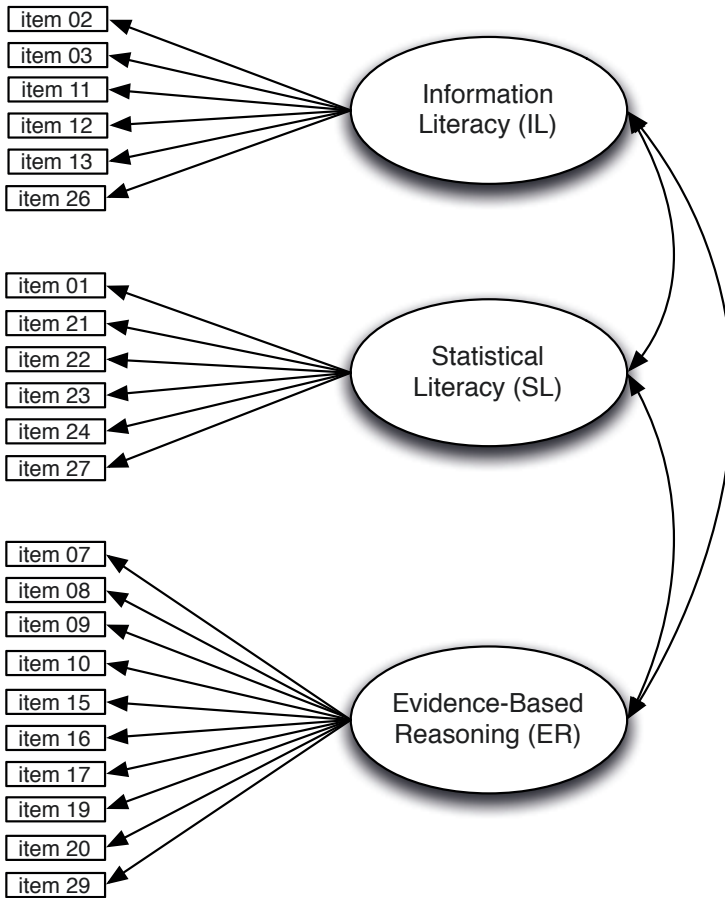 item 02
item 03
item 11
item 12
item 13
item 26
Information
Literacy (IL)
item 01
item 21
item 22
item 23
item 24
item 27
Statistical
Literacy (SL)
item 07
item 08
item 09
item 10
item 15
item 16
item 17
item 19
item 20
item 29
Evidence-Based
Reasoning (ER)